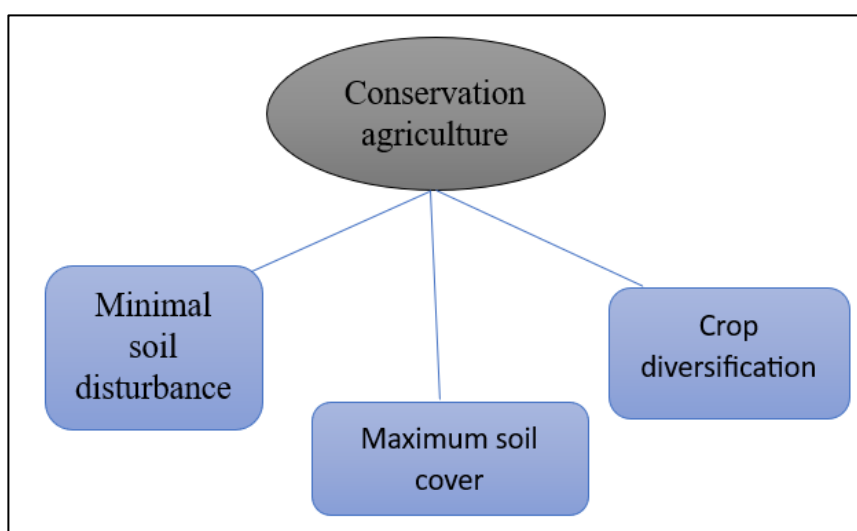 Conservation
agriculture
Minimal
soil
disturbance
Maximum soil
cover
Crop
diversification